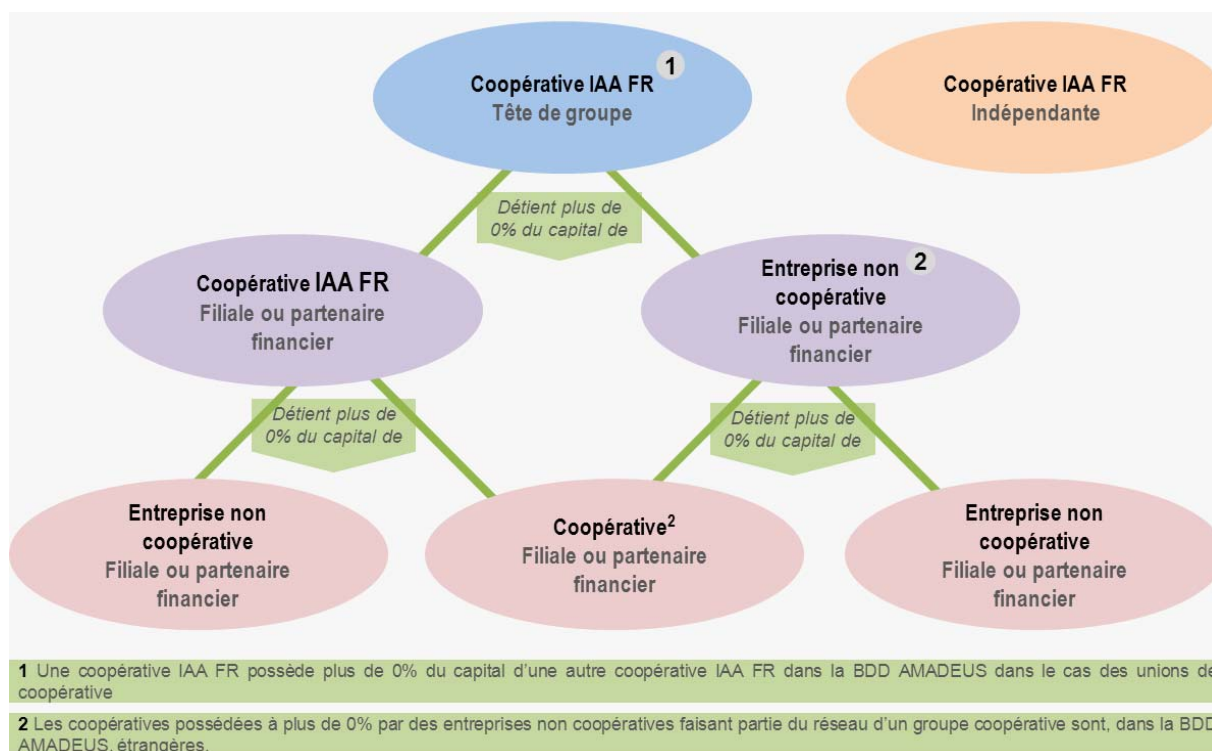 Coopérative IAA FR 1
Tête de groupe
Coopérative IAA FR
Indépendante
Détient plus de
0% du capital de
Coopérative IAA FR
Filiale ou partenaire
financier
Entreprise non 2
coopérative
Filiale ou partenaire
financier
Détient plus de
0% du capital de
Détient plus de
0% du capital de
Entreprise non
coopérative
Filiale ou partenaire
financier
Coopérative²
Filiale ou partenaire
financier
Entreprise non
coopérative
Filiale ou partenaire
financier
1 Une coopérative IAA FR possède plus de 0% du capital d'une autre coopérative IAA FR dans la BDD AMADEUS dans le cas des unions de
coopérative
2 Les coopératives possédées à plus de 0% par des entreprises non coopératives faisant partie du réseau d'un groupe coopérative sont, dans la BDD
AMADEUS, étrangères.